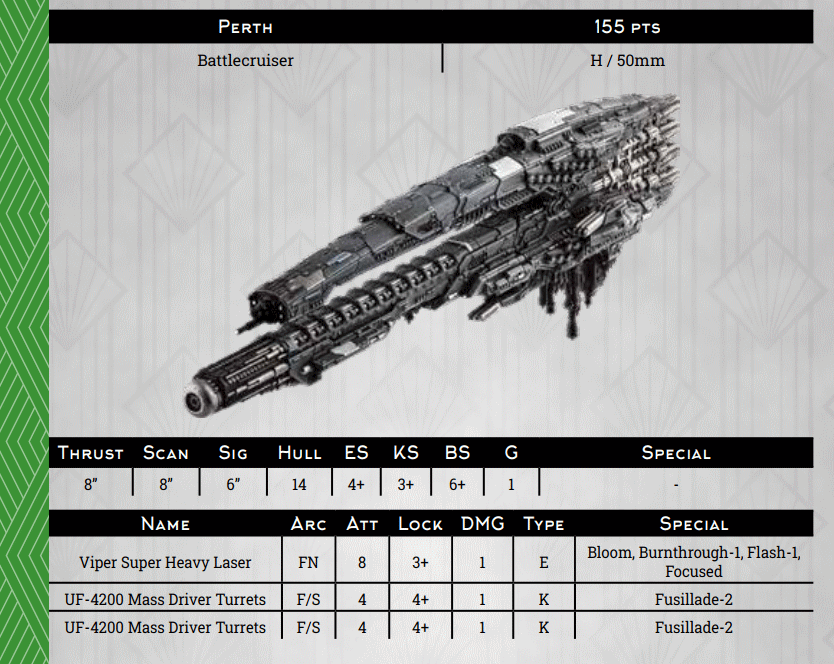 Perth 155 pts
Battlecruiser H / 50mm
Thrust Scan Sig Hull ES KS BS G Special
8” 8” 6” 14 4+ 3+ 6+ 1 -
Name Arc Att Lock DMG Type Special
Viper Super Heavy Laser FN 8 3+ 1 E Bloom, Burnthrough-1, Flash-1,
Focused
UF-4200 Mass Driver Turrets F/S 4 4+ 1 K Fusillade-2
UF-4200 Mass Driver Turrets F/S 4 4+ 1 K Fusillade-2